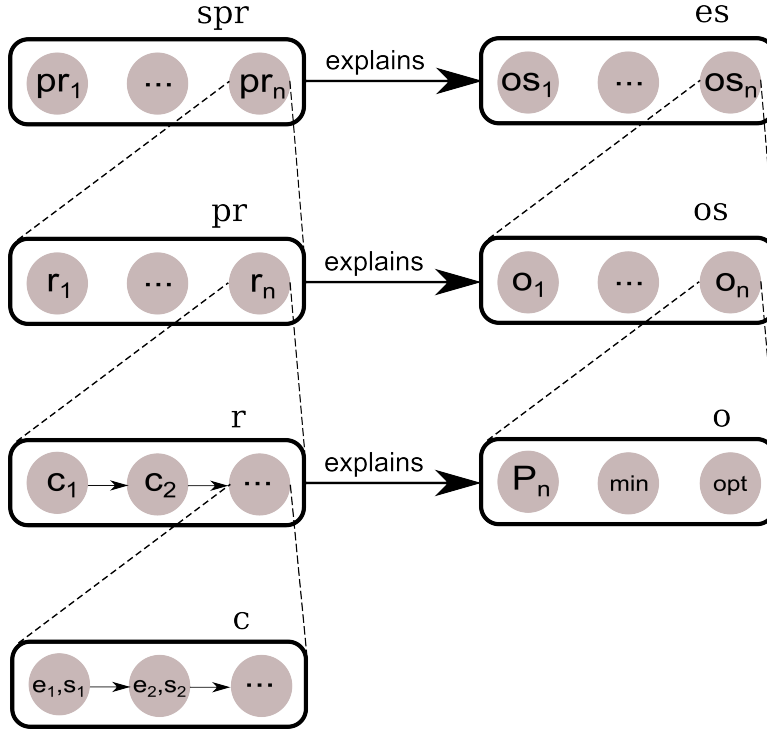 spr es
pr₁ ... prₙ explains os₁ ... osₙ
pr os
r₁ ... rₙ explains o₁ ... oₙ
r o
c₁ c₂ ... explains Pₙ min opt
c
e₁,s₁ e₂,s₂ ...